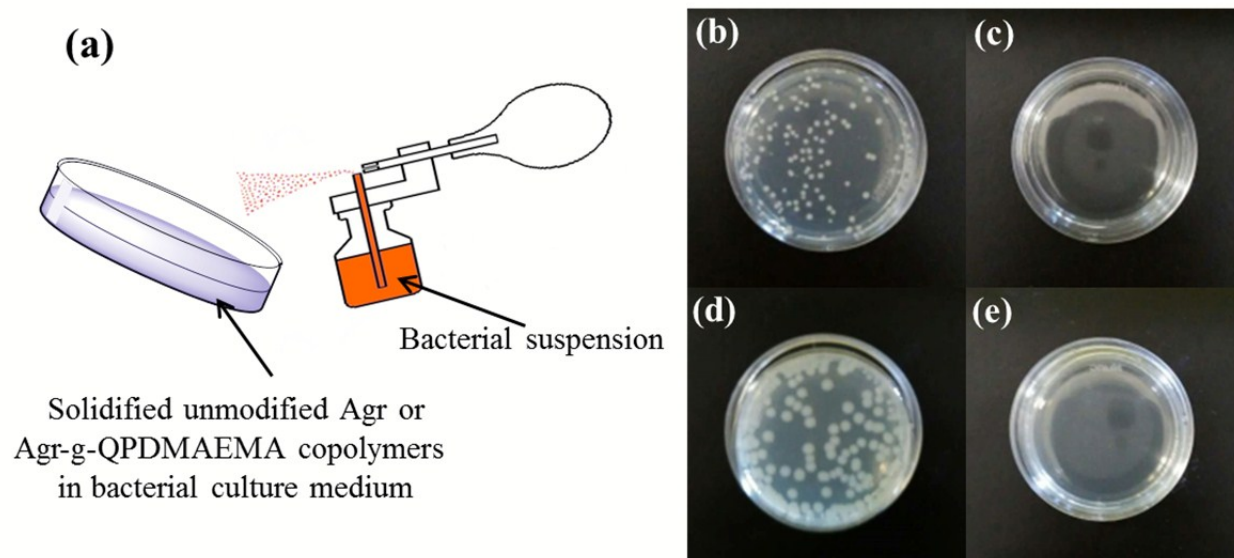 (a)
Bacterial suspension
Solidified unmodified Agr or
Agr-g-QPDMAEMA copolymers
in bacterial culture medium
(b)
(c)
(d)
(e)